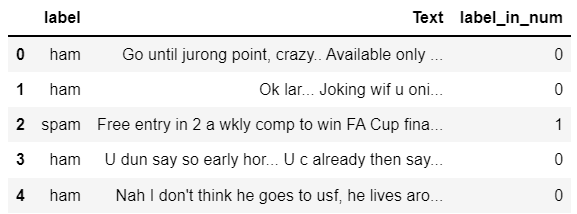 label Text label_in_num
0 ham Go until jurong point, crazy.. Available only ... 0
1 ham Ok lar... Joking wif u oni... 0
2 spam Free entry in 2 a wkly comp to win FA Cup fina... 1
3 ham U dun say so early hor... U c already then say... 0
4 ham Nah I don't think he goes to usf, he lives aro... 0